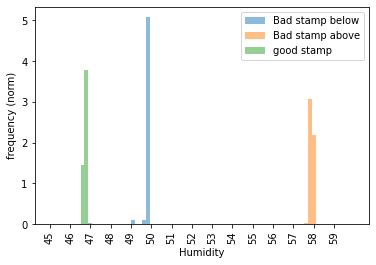 Bad stamp below
Bad stamp above
good stamp
frequency (norm)
5
4
3
2
1
0
45 46 47 48 49 50 51 52 53 54 55 56 57 58 59
Humidity